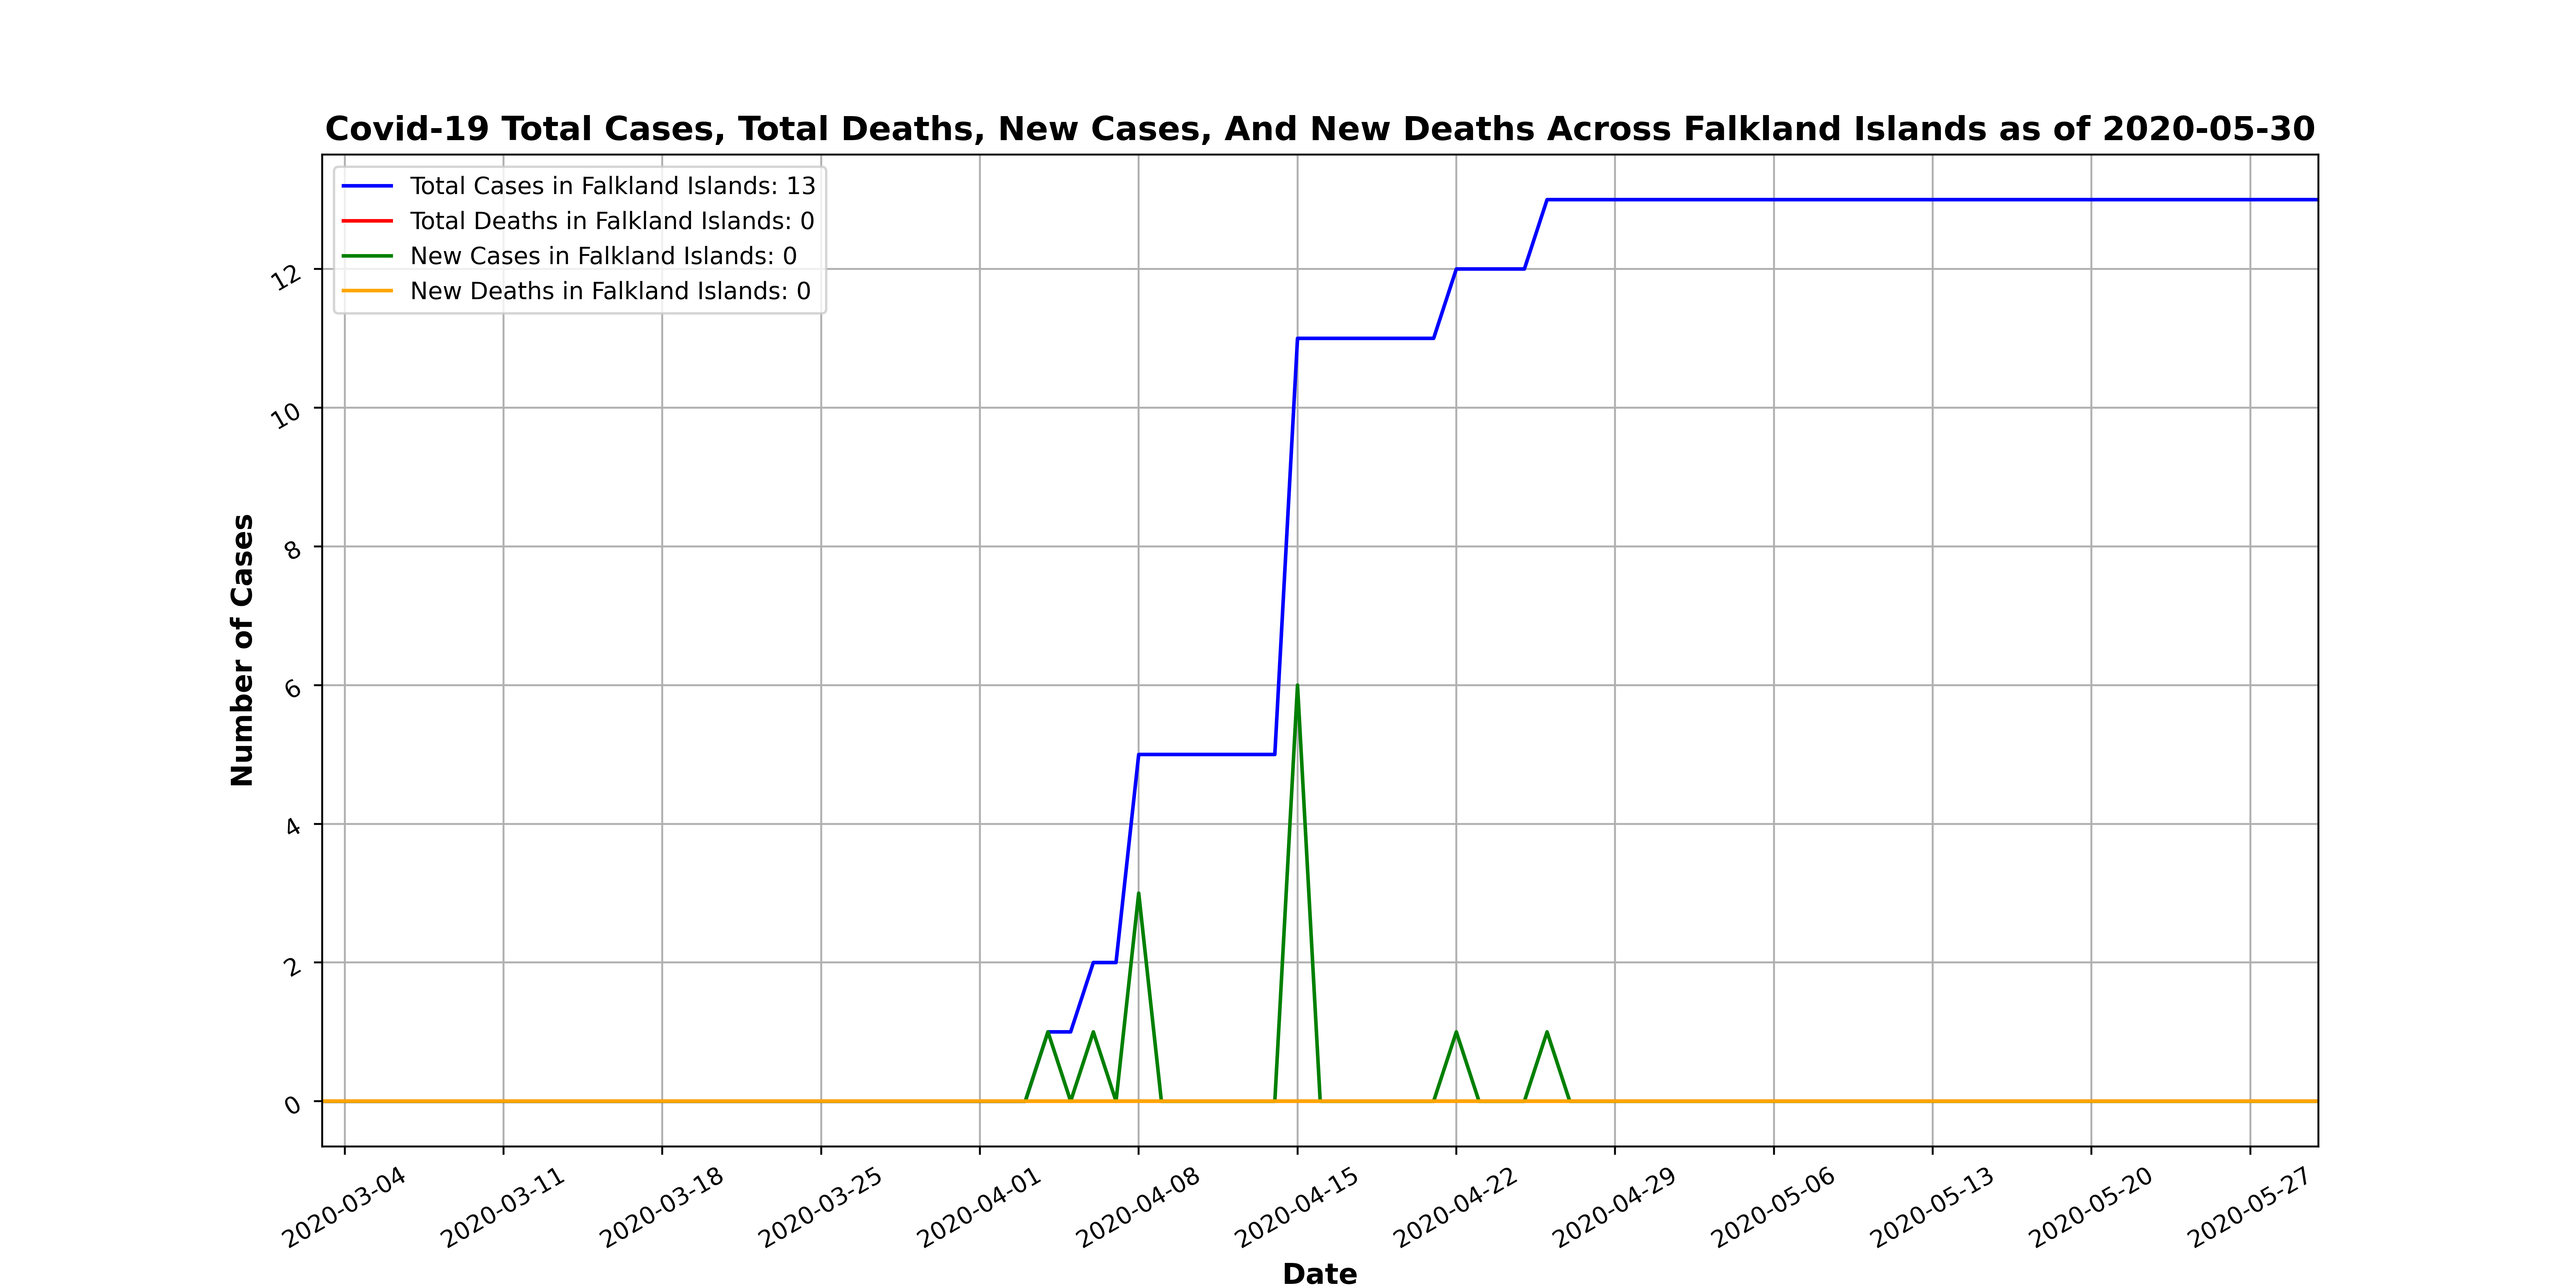 Covid-19 Total Cases, Total Deaths, New Cases, And New Deaths Across Falkland Islands as of 2020-05-30
Total Cases in Falkland Islands: 13
Total Deaths in Falkland Islands: 0
New Cases in Falkland Islands: 0
New Deaths in Falkland Islands: 0
12
10
8
6
4
2
0
Number of Cases
2020-03-04
2020-03-11
2020-03-18
2020-03-25
2020-04-01
2020-04-08
2020-04-15
2020-04-22
2020-04-29
2020-05-06
2020-05-13
2020-05-20
2020-05-27
Date